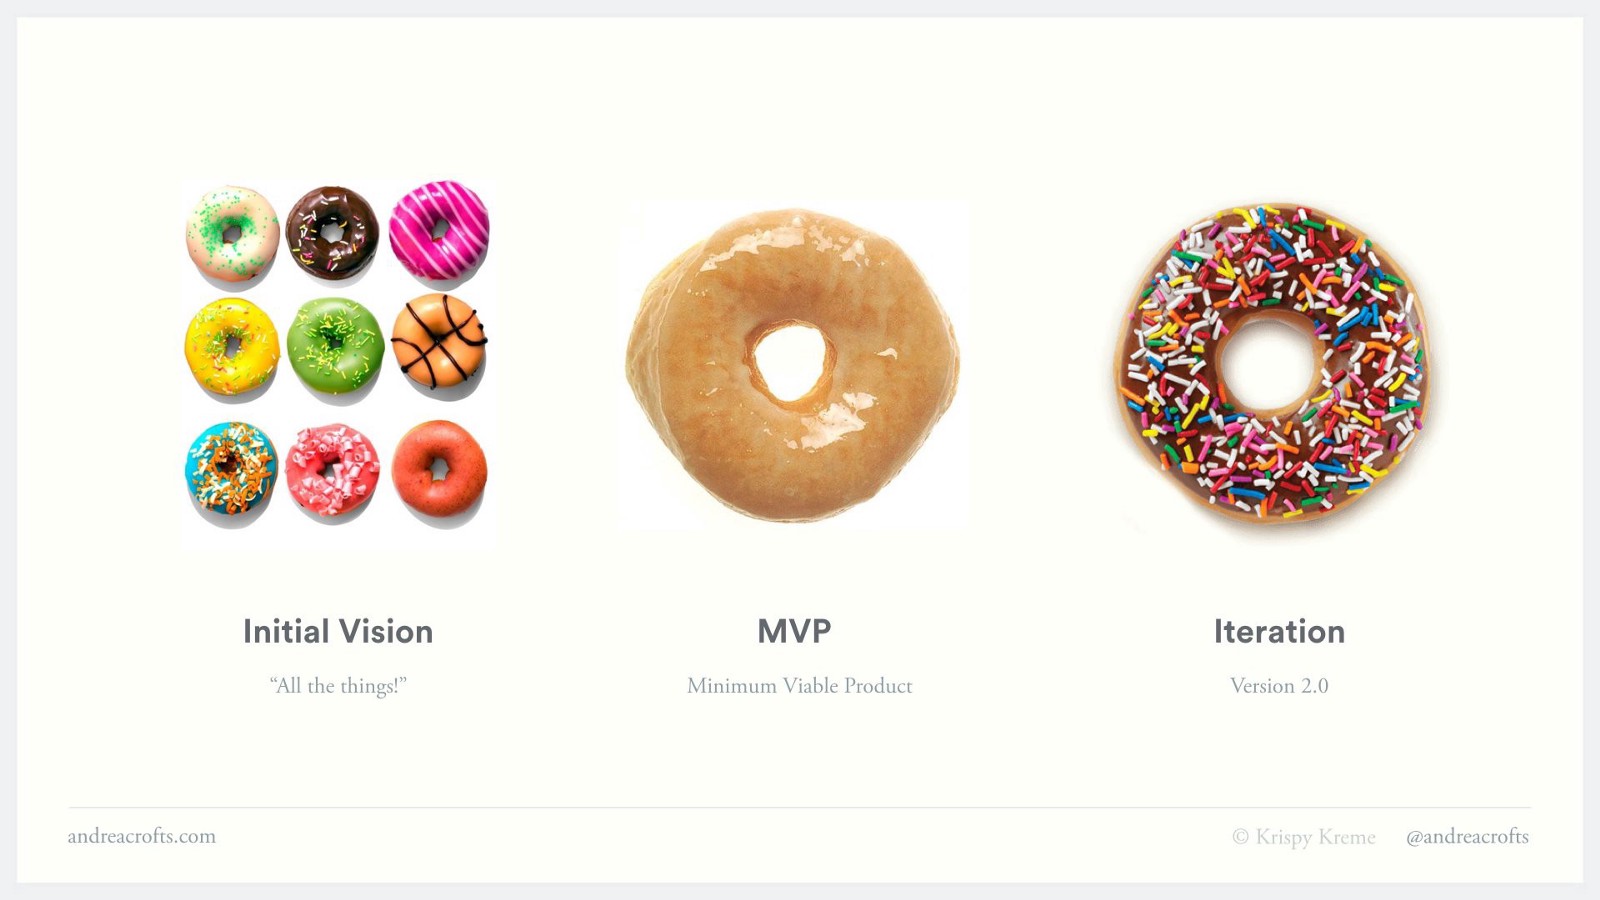 Initial Vision
“All the things!”
MVP
Minimum Viable Product
Iteration
Version 2.0
andreacrofts.com
© Krispy Kreme
@andreacrofts